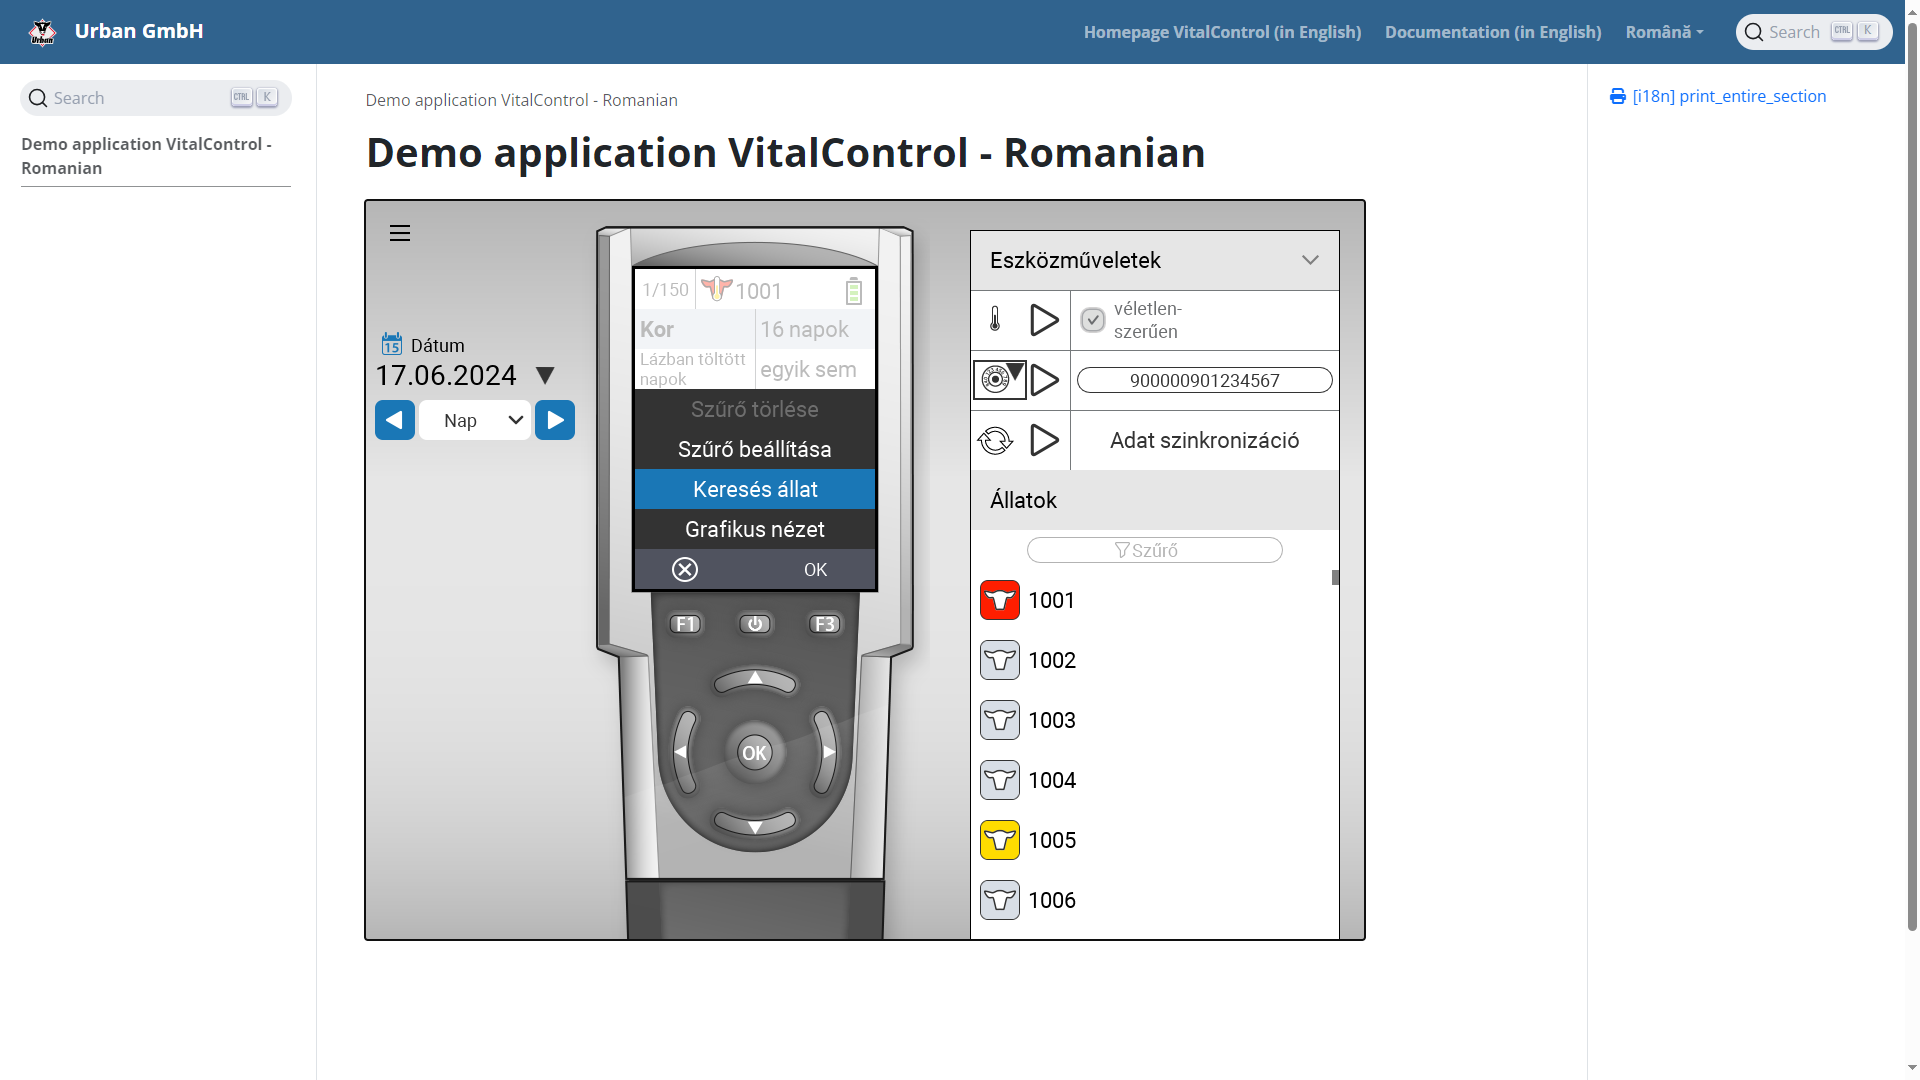 Urban GmbH
Homepage VitalControl (in English)
Documentation (in English)
Română
Search
CTRL
K
Search
CTRL
K
Demo application VitalControl -
Romanian
Demo application VitalControl - Romanian
Demo application VitalControl - Romanian
[i18n] print_entire_section
15
Dátum
17.06.2024
Nap
1/150
1001
Kor
16 napok
Lázban töltött
napok
egyik sem
Szűrő törlése
Szűrő beállítása
Keresés állat
Grafikus nézet
OK
F1
F3
OK
Eszközműveletek
véletlen-
szerűen
900000901234567
Adat szinkronizáció
Állatok
Szűrő
1001
1002
1003
1004
1005
1006